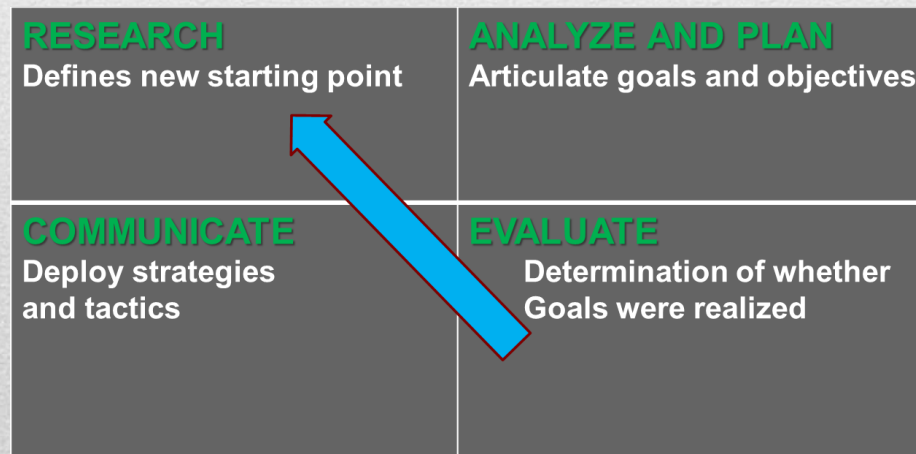 RESEARCH
Defines new starting point
ANALYZE AND PLAN
Articulate goals and objectives
COMMUNICATE
Deploy strategies
and tactics
EVALUATE
Determination of whether
Goals were realized